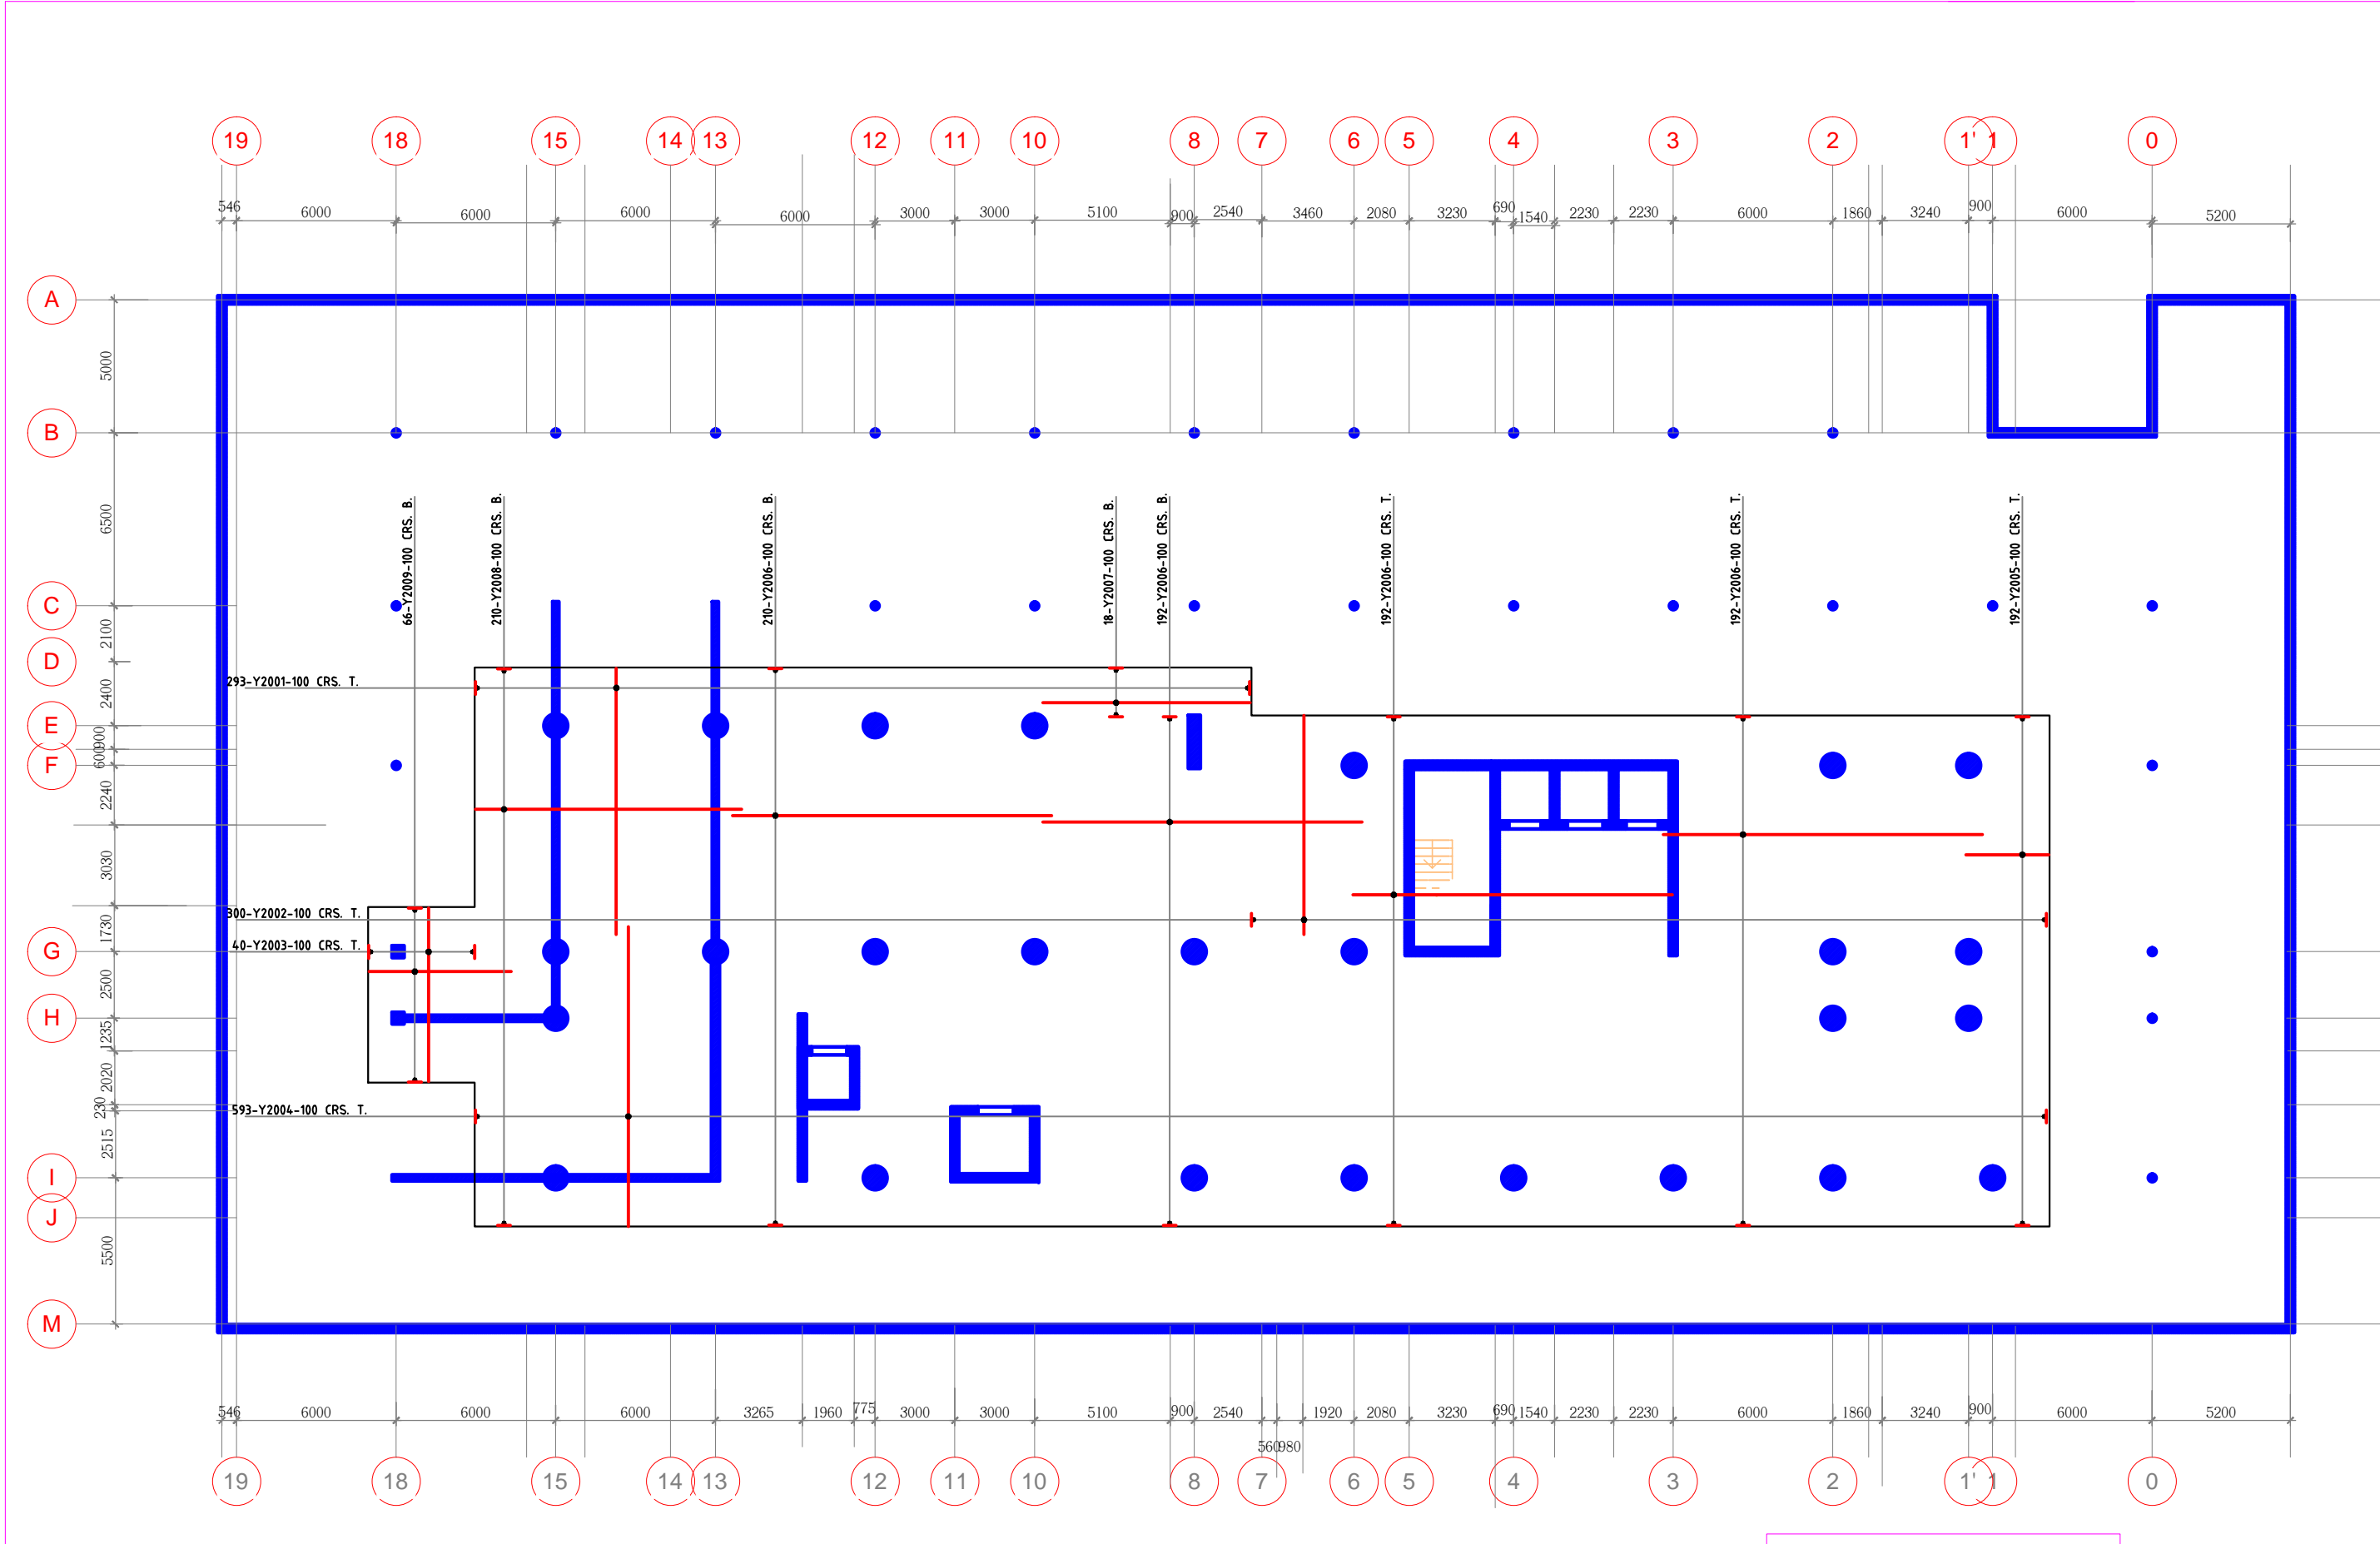 19 18 15 14 13 12 11 10 8 7 6 5 4 3 2 1' 1 0
546 6000 6000 6000 6000 3000 3000 5100 900 2540 3460 2080 3230 690 1540 2230 2230 6000 1860 3240 900 6000 5200
A
5000
B
6500
66-Y2009-100 CRS. B.
210-Y2008-100 CRS. B.
210-Y2006-100 CRS. B.
18-Y2007-100 CRS. B.
192-Y2006-100 CRS. B.
192-Y2006-100 CRS. T.
192-Y2006-100 CRS. T.
192-Y2005-100 CRS. T.
C
2100
D
293-Y2001-100 CRS. T.
2400
E
900
600
F
2240
3030
300-Y2002-100 CRS. T.
1730
40-Y2003-100 CRS. T.
G
2500
H
1235
2020
230
593-Y2004-100 CRS. T.
2515
I
J
5500
M
546 6000 6000 6000 3265 1960 775 3000 3000 5100 900 2540 1920 2080 3230 690 1540 2230 2230 6000 1860 3240 900 6000 5200
560 980
19 18 15 14 13 12 11 10 8 7 6 5 4 3 2 1' 1 0